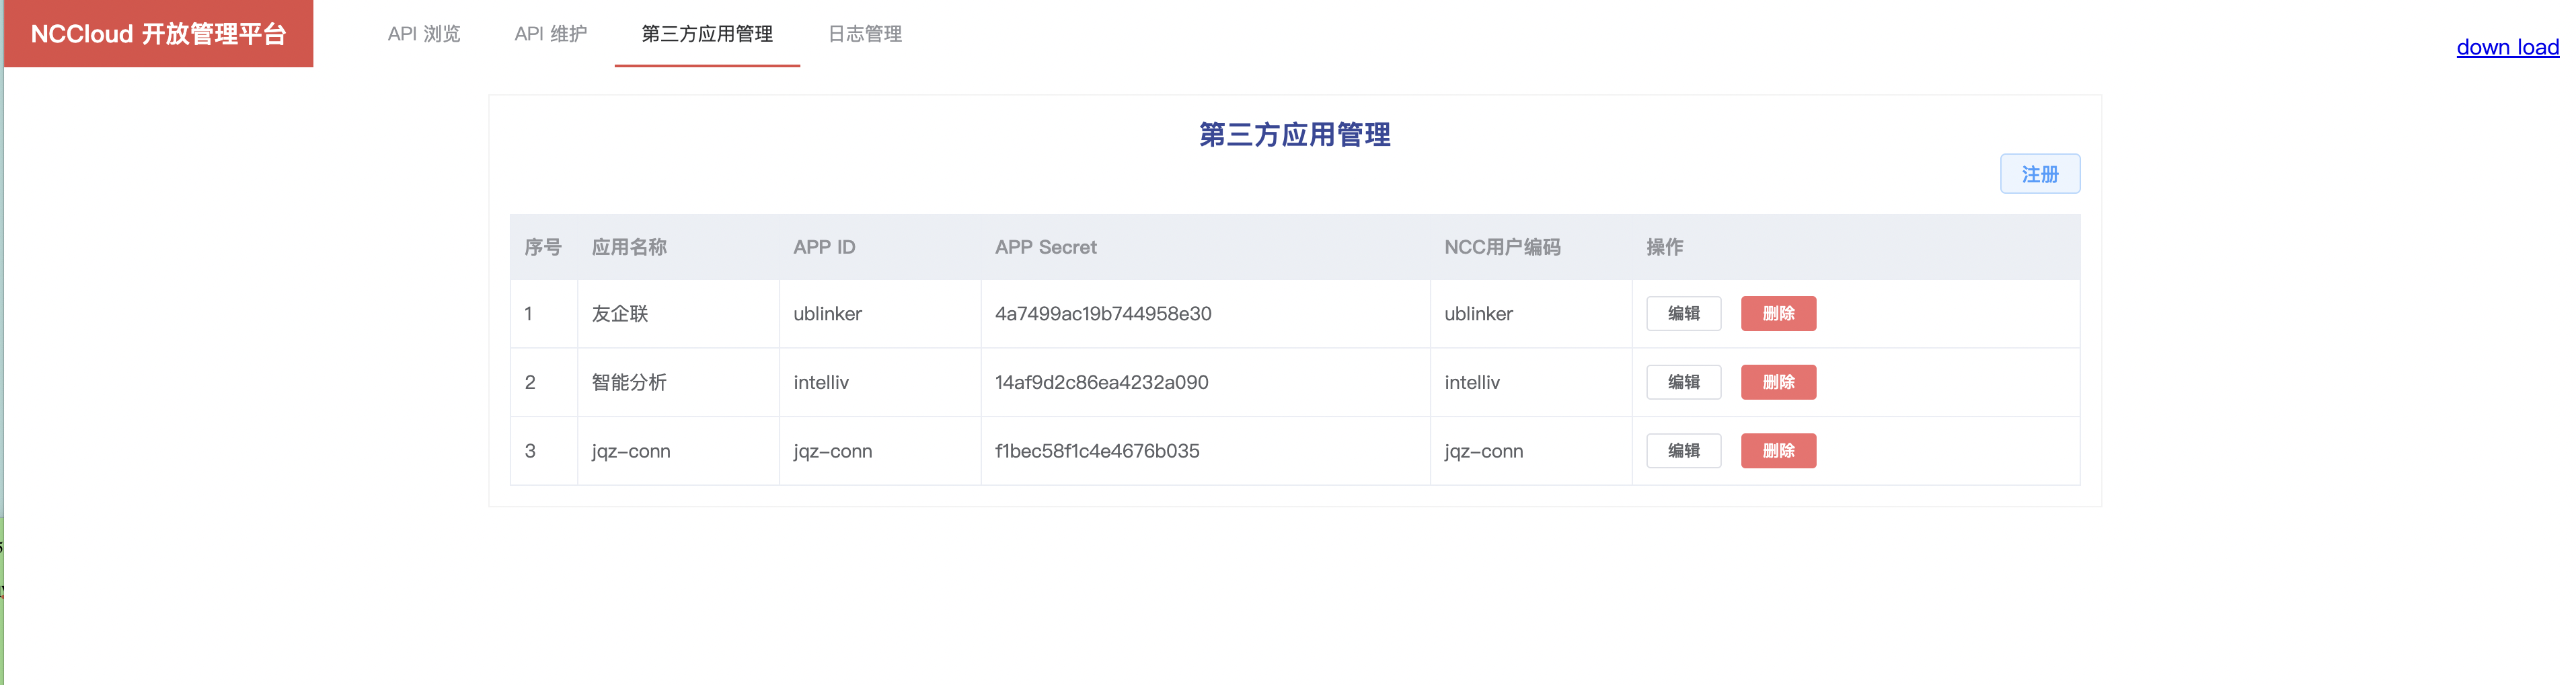 NCCloud 开放管理平台
API 浏览
API 维护
第三方应用管理
日志管理
down load
第三方应用管理
注册
序号 应用名称 APP ID APP Secret NCC用户编码 操作
1 友企联 ublinker 4a7499ac19b744958e30 ublinker 编辑 删除
2 智能分析 intelliv 14af9d2c86ea4232a090 intelliv 编辑 删除
3 jqz-conn jqz-conn f1bec58f1c4e4676b035 jqz-conn 编辑 删除